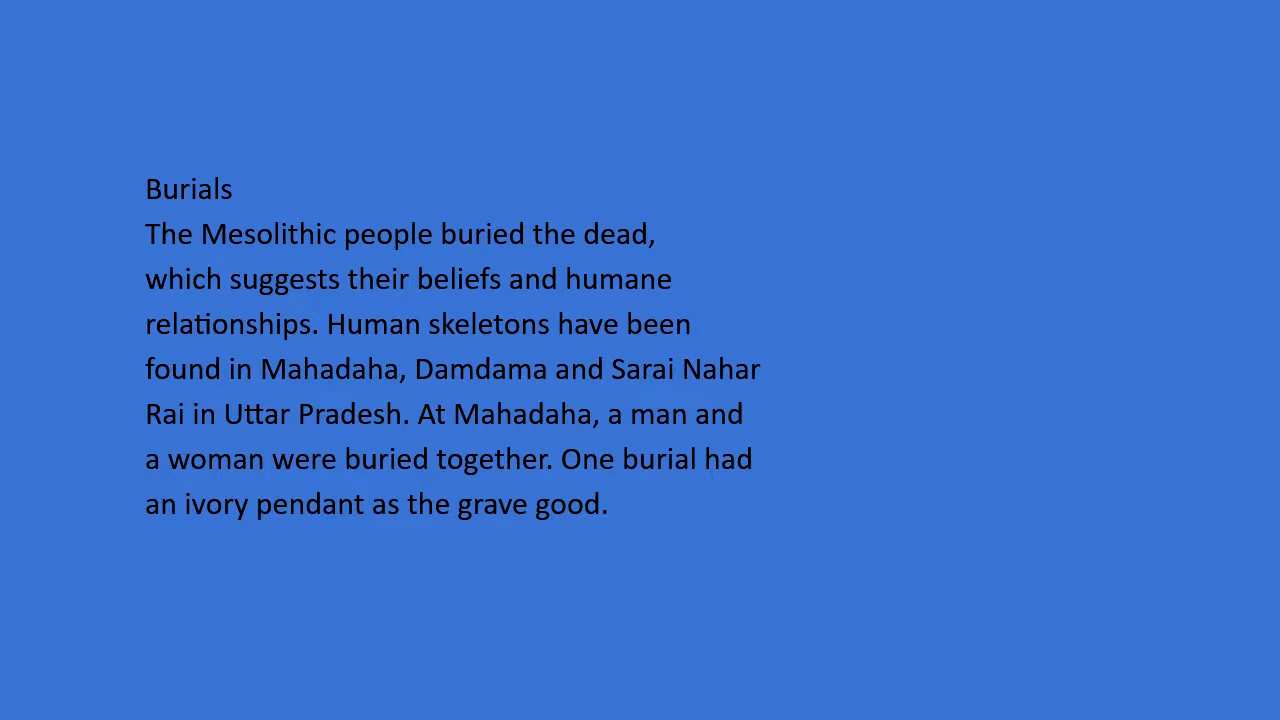 Burials
The Mesolithic people buried the dead,
which suggests their beliefs and humane
relationships. Human skeletons have been
found in Mahadaha, Damdama and Sarai Nahar
Rai in Uttar Pradesh. At Mahadaha, a man and
a woman were buried together. One burial had
an ivory pendant as the grave good.